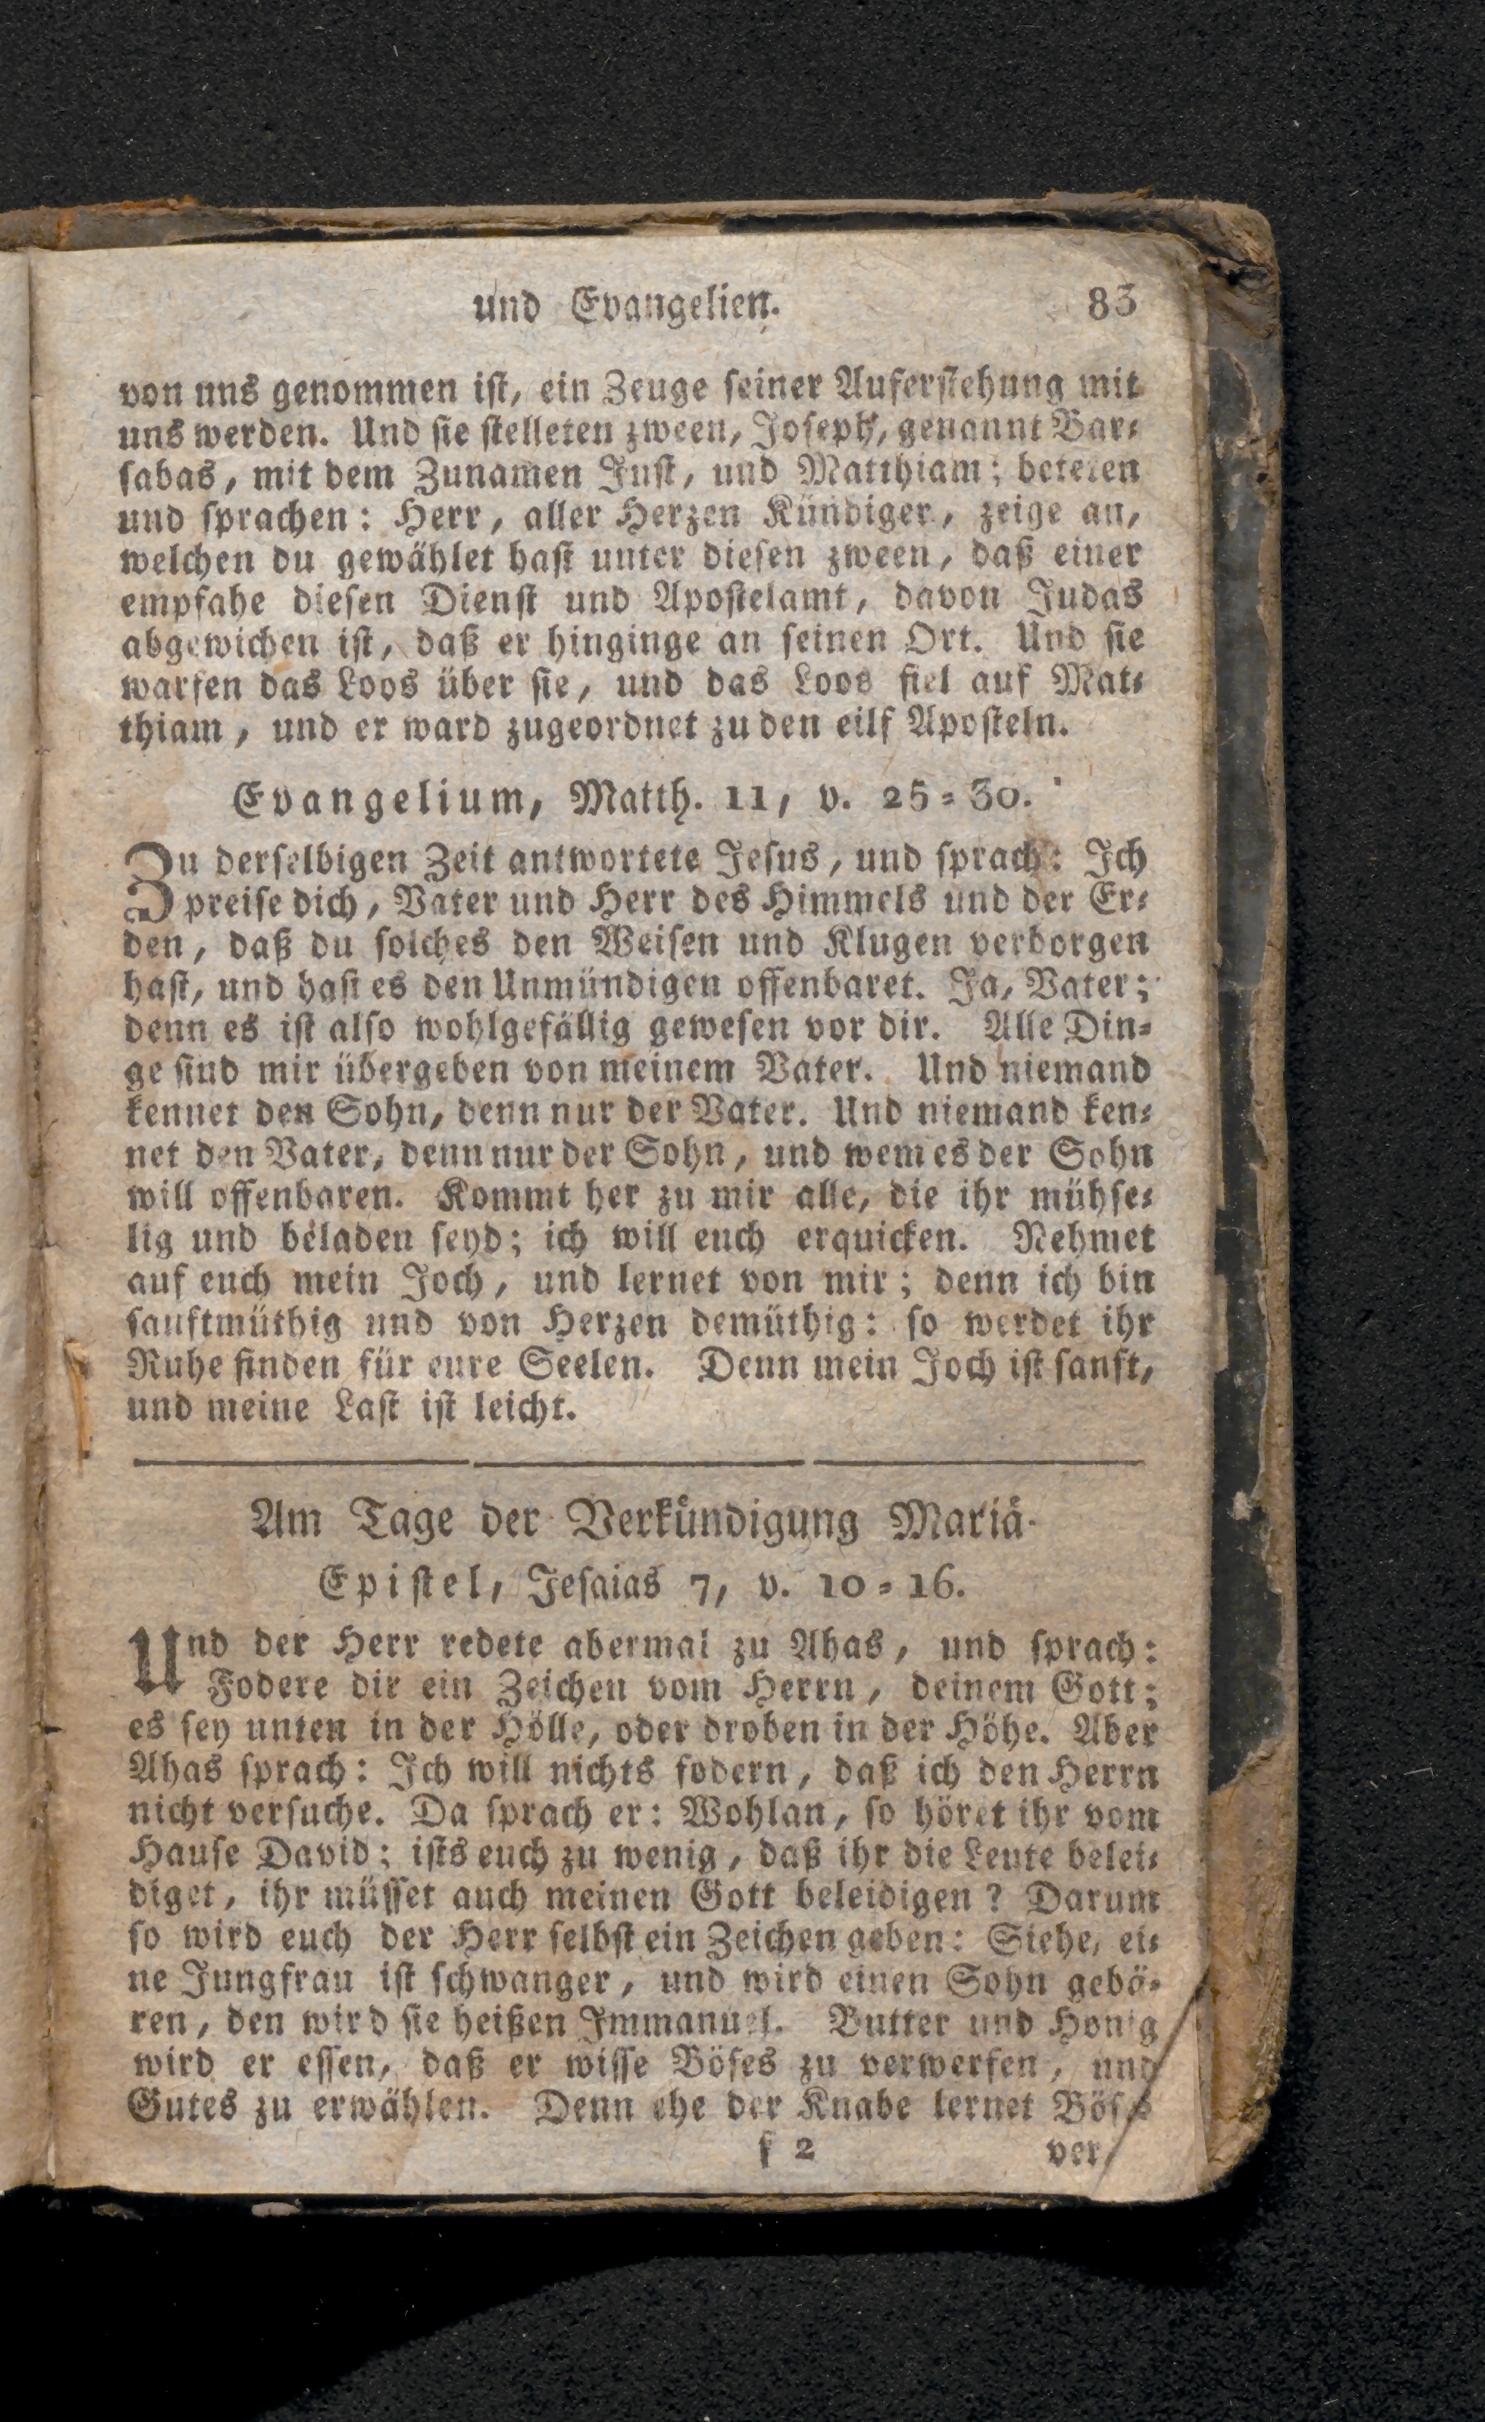 und Evangelien. 83
von uns genommen ist, ein Zeuge seiner Auferstehung mit
uns werden. Und sie stelleten zween, Joseph, genannt Bar⸗
sabas, mit dem Zunamen Just, und Matthiam; beteten
und sprachen: Herr, aller Herzen Kündiger, zeige an,
welchen du gewählet hast unter diesen zween, daß einer
empfahe diesen Dienst und Apostelamt, davon Judas
abgewichen ist, daß er hinginge an seinen Ort. Und sie
warfen das Loos über sie, und das Loos fiel auf Mat⸗
thiam, und er ward zugeordnet zu den eilf Aposteln.
Evangelium, Matth. 11, v. 25⸗30.
Zu derselbigen Zeit antwortete Jesus, und sprach: Ich
preise dich, Vater und Herr des Himmels und der Er⸗
den, daß du solches den Weisen und Klugen verborgen
hast, und hast es den Unmündigen offenbaret. Ja, Vater;
denn es ist also wohlgefällig gewesen vor dir. Alle Din⸗
ge sind mir übergeben von meinem Vater. Und niemand
kennet den Sohn, denn nur der Vater. Und niemand ken⸗
net den Vater, denn nur der Sohn, und wem es der Sohn
will offenbaren. Kommt her zu mir alle, die ihr mühse⸗
lig und beladen seyd; ich will euch erquicken. Nehmet
auf euch mein Joch, und lernet von mir; denn ich bin
sanftmüthig und von Herzen demüthig: so werdet ihr
Ruhe finden für eure Seelen. Denn mein Joch ist sanft,
und meine Last ist leicht.
Am Tage der Verkündigung Mariä.
Epistel, Jesaias 7, v. 10⸗16.
Und der Herr redete abermal zu Ahas, und sprach:
Fodere dir ein Zeichen vom Herrn, deinem Gott;
es sey unten in der Hölle, oder droben in der Höhe. Aber
Ahas sprach: Ich will nichts fodern, daß ich den Herrn
nicht versuche. Da sprach er: Wohlan, so höret ihr vom
Hause David; ists euch zu wenig, daß ihr die Leute belei⸗
diget, ihr müsset auch meinen Gott beleidigen? Darum
so wird euch der Herr selbst ein Zeichen geben: Siehe, ei⸗
ne Jungfrau ist schwanger, und wird einen Sohn gebä⸗
ren, den wird sie heißen Immanuel. Butter und Honig
wird er essen, daß er wisse Böses zu verwerfen, und
Gutes zu erwählen. Denn ehe der Knabe lernet Böses
f 2 ver⸗